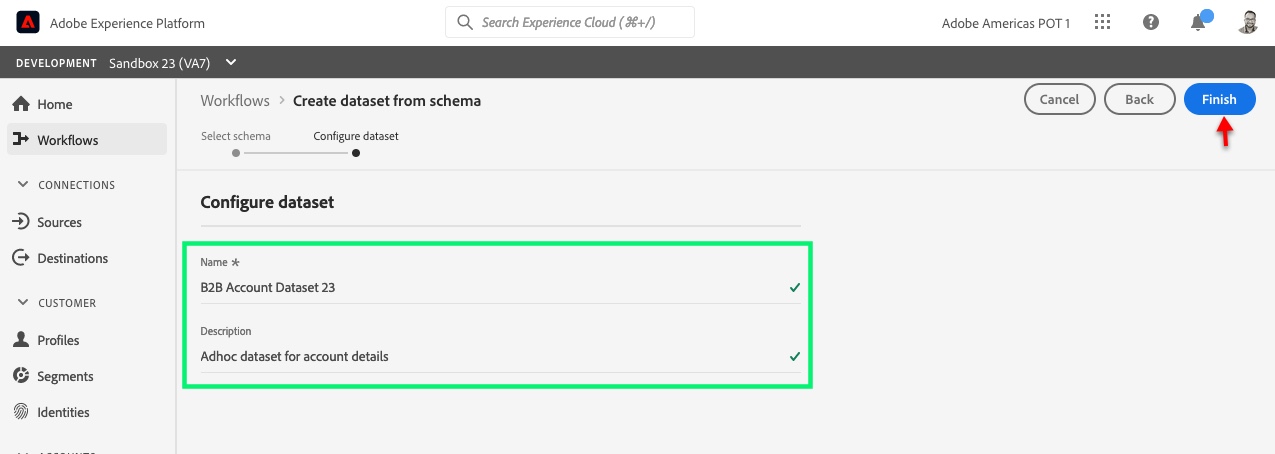 Adobe Experience Platform
Search Experience Cloud (⌘+/)
Adobe Americas POT 1
DEVELOPMENT Sandbox 23 (VA7)
Home
Workflows
CONNECTIONS
Sources
Destinations
CUSTOMER
Profiles
Segments
Identities
Workflows > Create dataset from schema
Cancel
Back
Finish
Select schema
Configure dataset
Configure dataset
Name *
B2B Account Dataset 23
Description
Adhoc dataset for account details